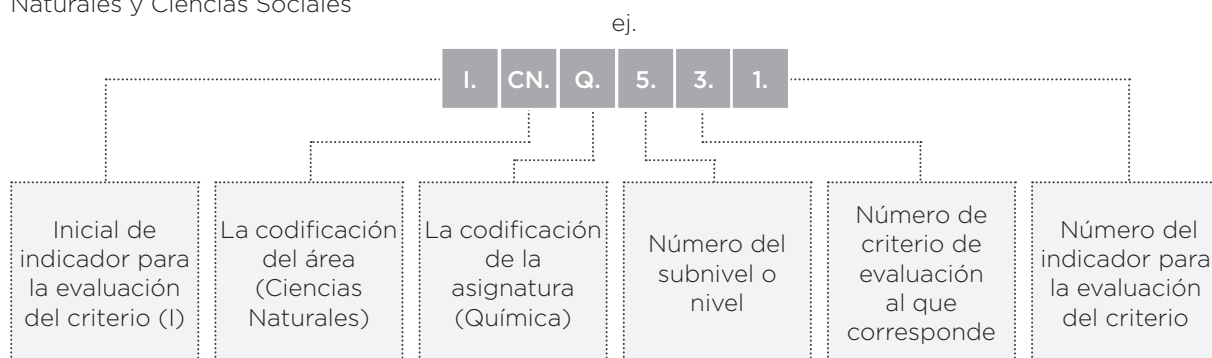 Naturales y Ciencias Sociales
ej.
I. CN. Q. 5. 3. 1.
Inicial de
indicador para
la evaluación
del criterio (I)
La codificación
del área
(Ciencias
Naturales)
La codificación
de la
asignatura
(Química)
Número del
subnivel o
nivel
Número de
criterio de
evaluación
al que
corresponde
Número del
indicador para
la evaluación
del criterio